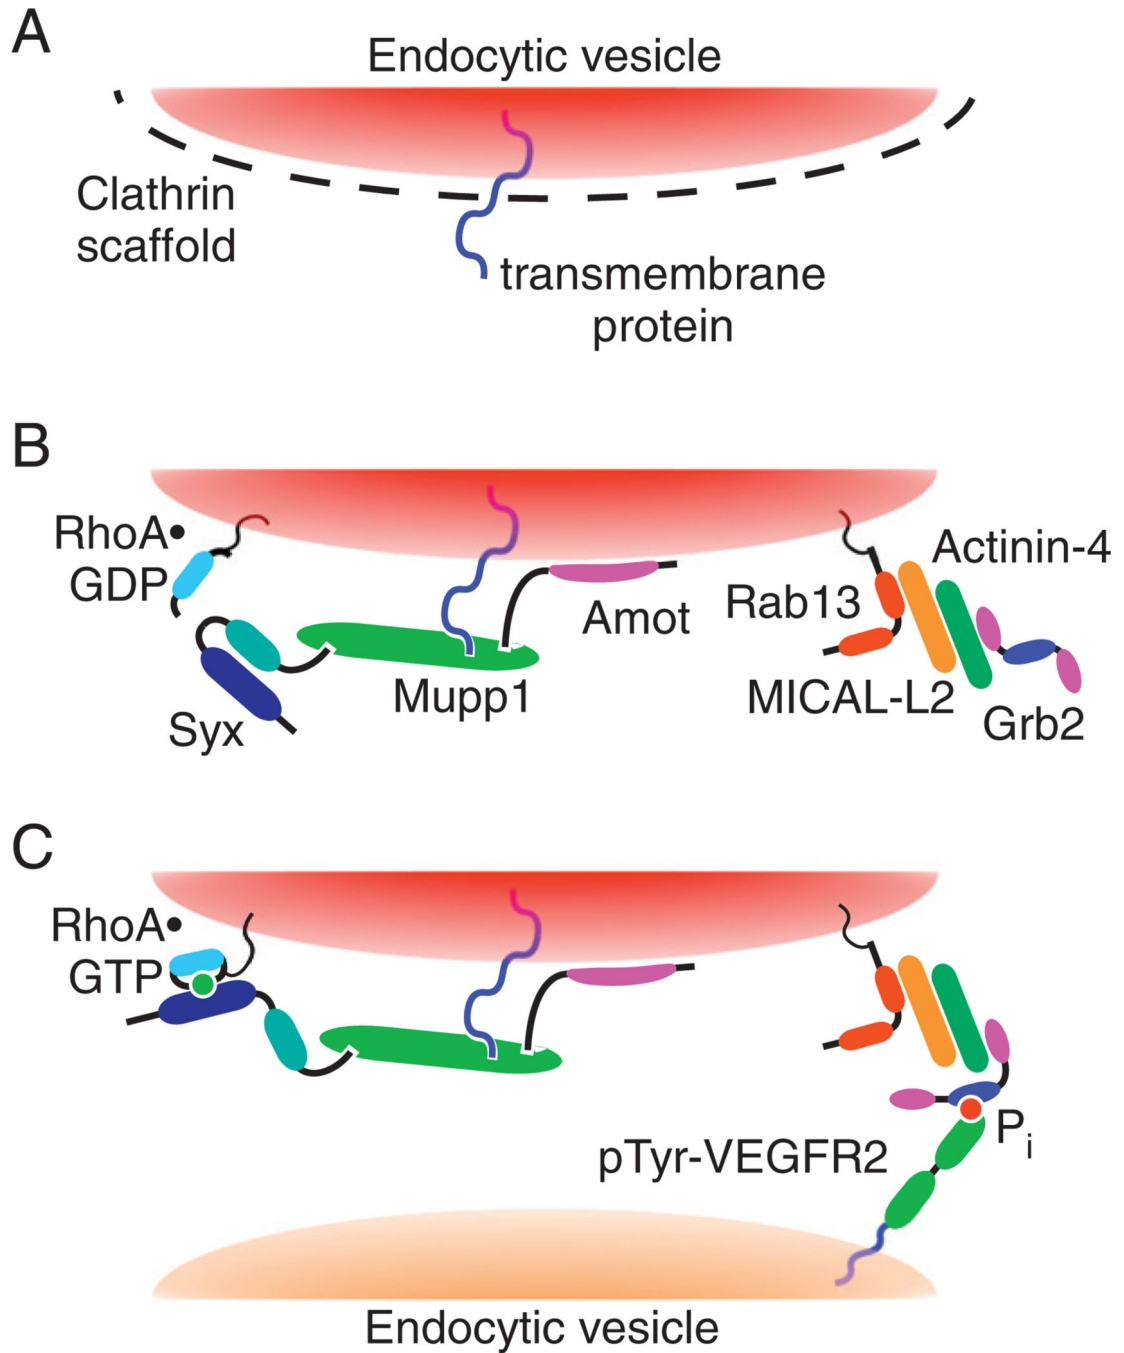 A
Endocytic vesicle
Clathrin
scaffold
transmembrane
protein
B
RhoA•
GDP
Actinin-4
Rab13
Amot
Mupp1
MICAL-L2
Grb2
Syx
C
RhoA•
GTP
Pi
pTyr-VEGFR2
Endocytic vesicle